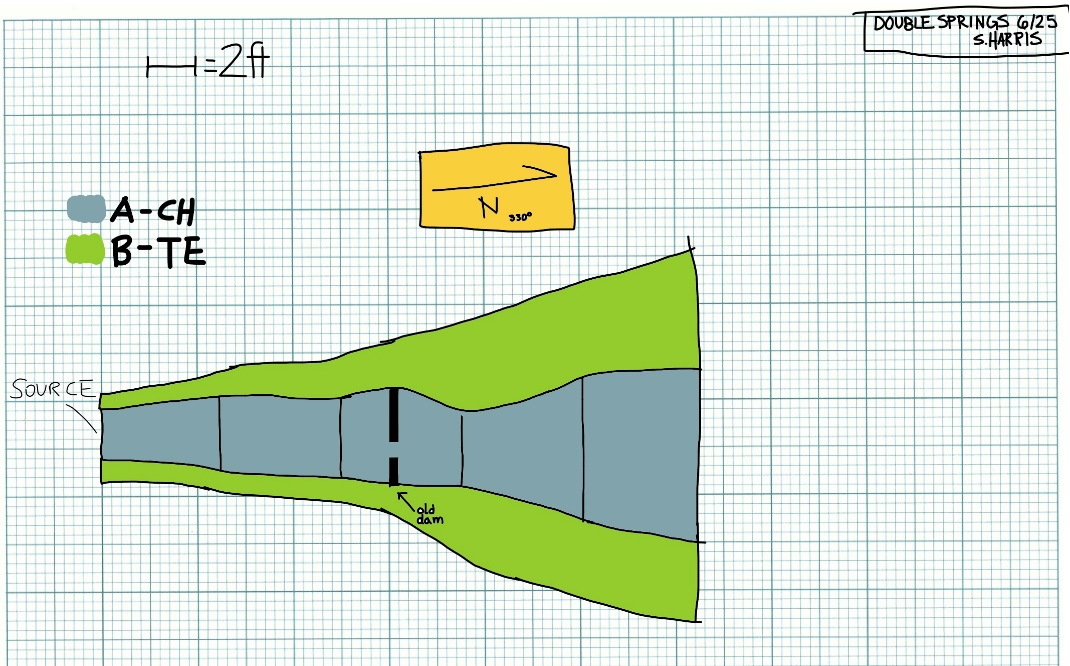 DOUBLE SPRINGS 6/25
S.HARRIS
=2ft
N 330°
A-CH
B-TE
SOURCE
old
dam